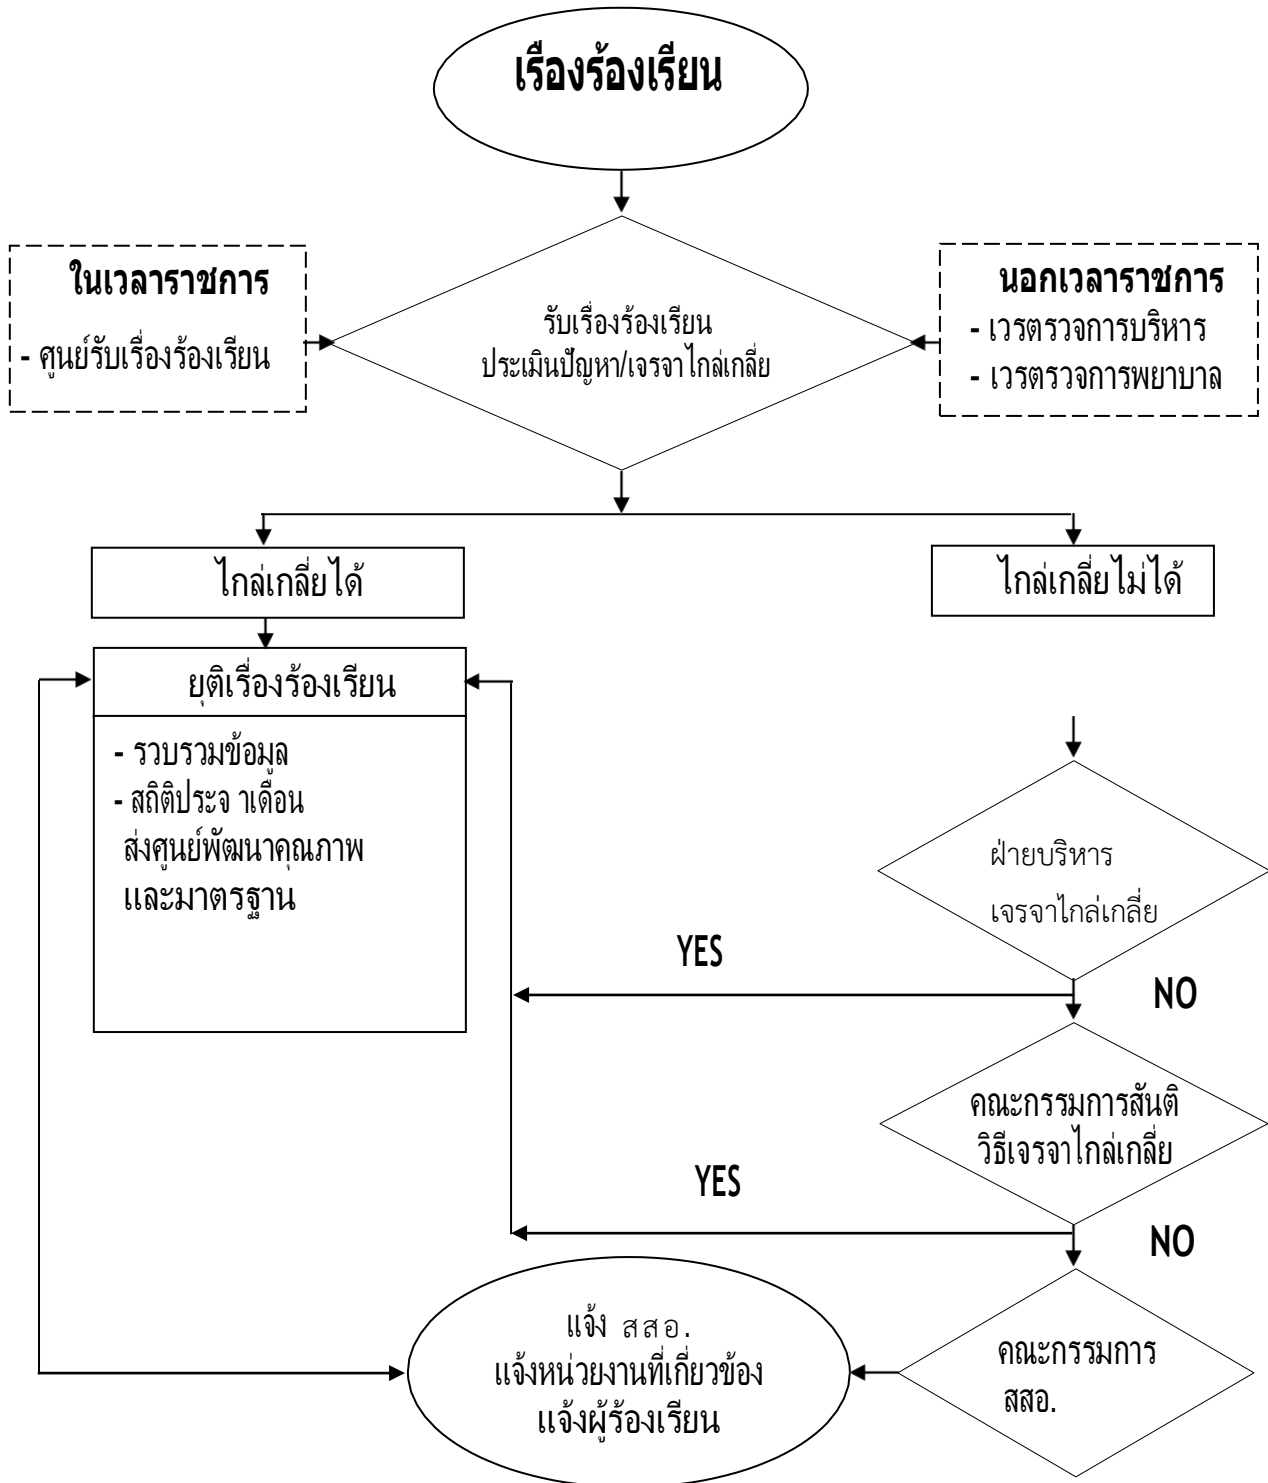 เรื่องร้องเรียน
ในเวลาราชการ
- ศูนย์รับเรื่องร้องเรียน
รับเรื่องร้องเรียน
ประเมินปัญหา/เจรจาไกล่เกลี่ย
นอกเวลาราชการ
- เวรตรวจการบริหาร
- เวรตรวจการพยาบาล
ไกล่เกลี่ยได้
ไกล่เกลี่ยไม่ได้
ยุติเรื่องร้องเรียน
- รวบรวมข้อมูล
- สถิติประจ าเดือน
ส่งศูนย์พัฒนาคุณภาพ
และมาตรฐาน
ฝ่ายบริหาร
เจรจาไกล่เกลี่ย
YES
NO
คณะกรรมการสันติ
วิธีเจรจาไกล่เกลี่ย
YES
NO
แจ้ง สสอ.
แจ้งหน่วยงานที่เกี่ยวข้อง
แจ้งผู้ร้องเรียน
คณะกรรมการ
สสอ.